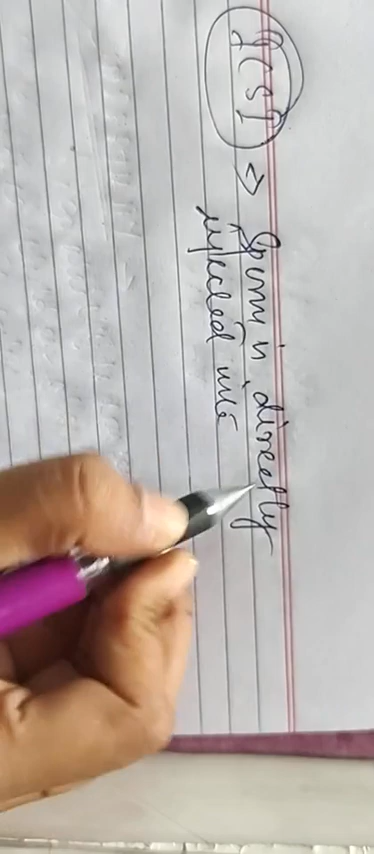 ICSI => Sperm is directly
injected into